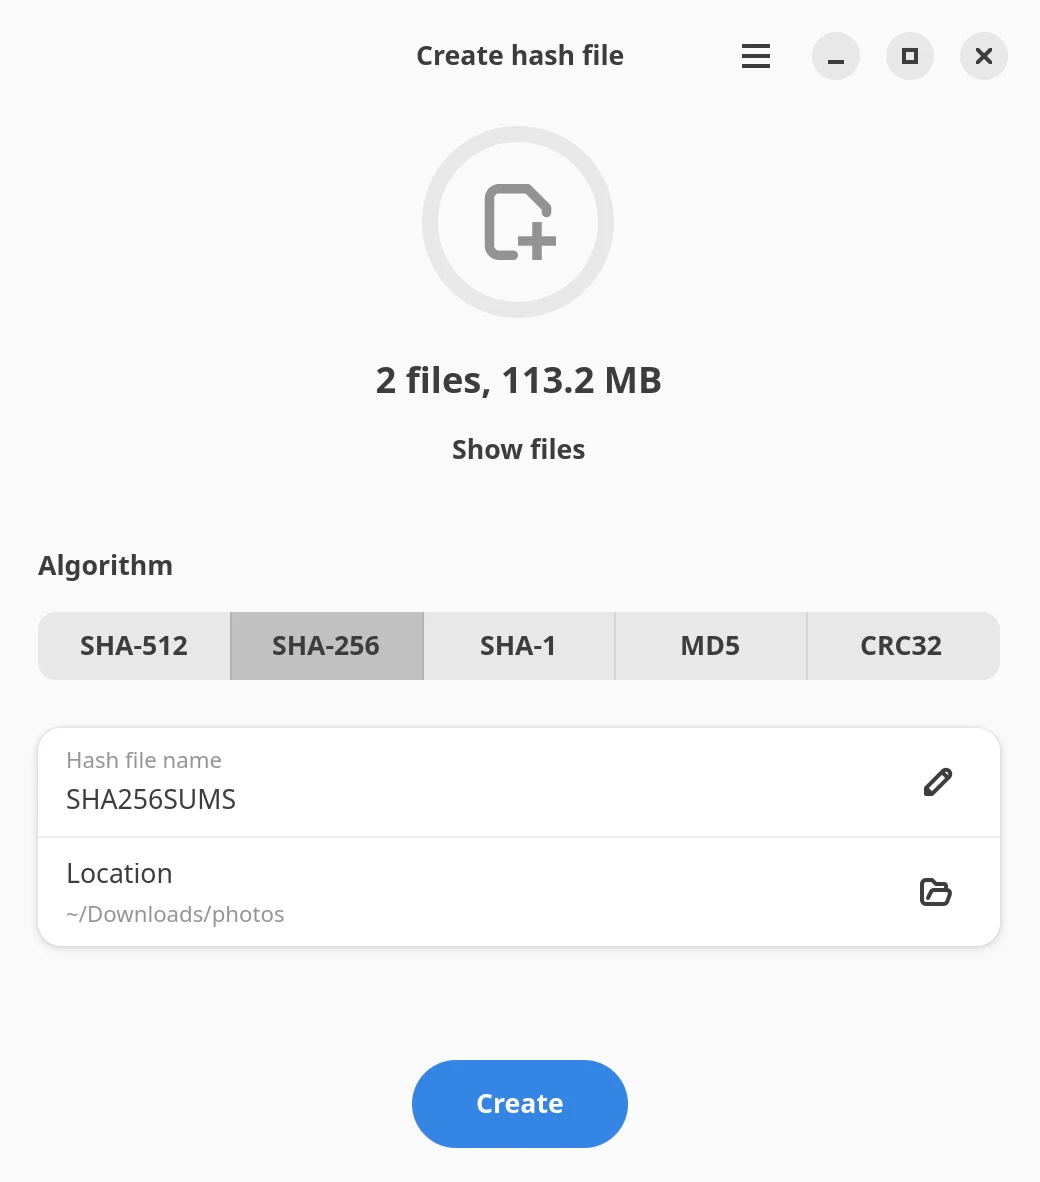 Create hash file
2 files, 113.2 MB
Show files
Algorithm
SHA-512 SHA-256 SHA-1 MD5 CRC32
Hash file name
SHA256SUMS
Location
~/Downloads/photos
Create